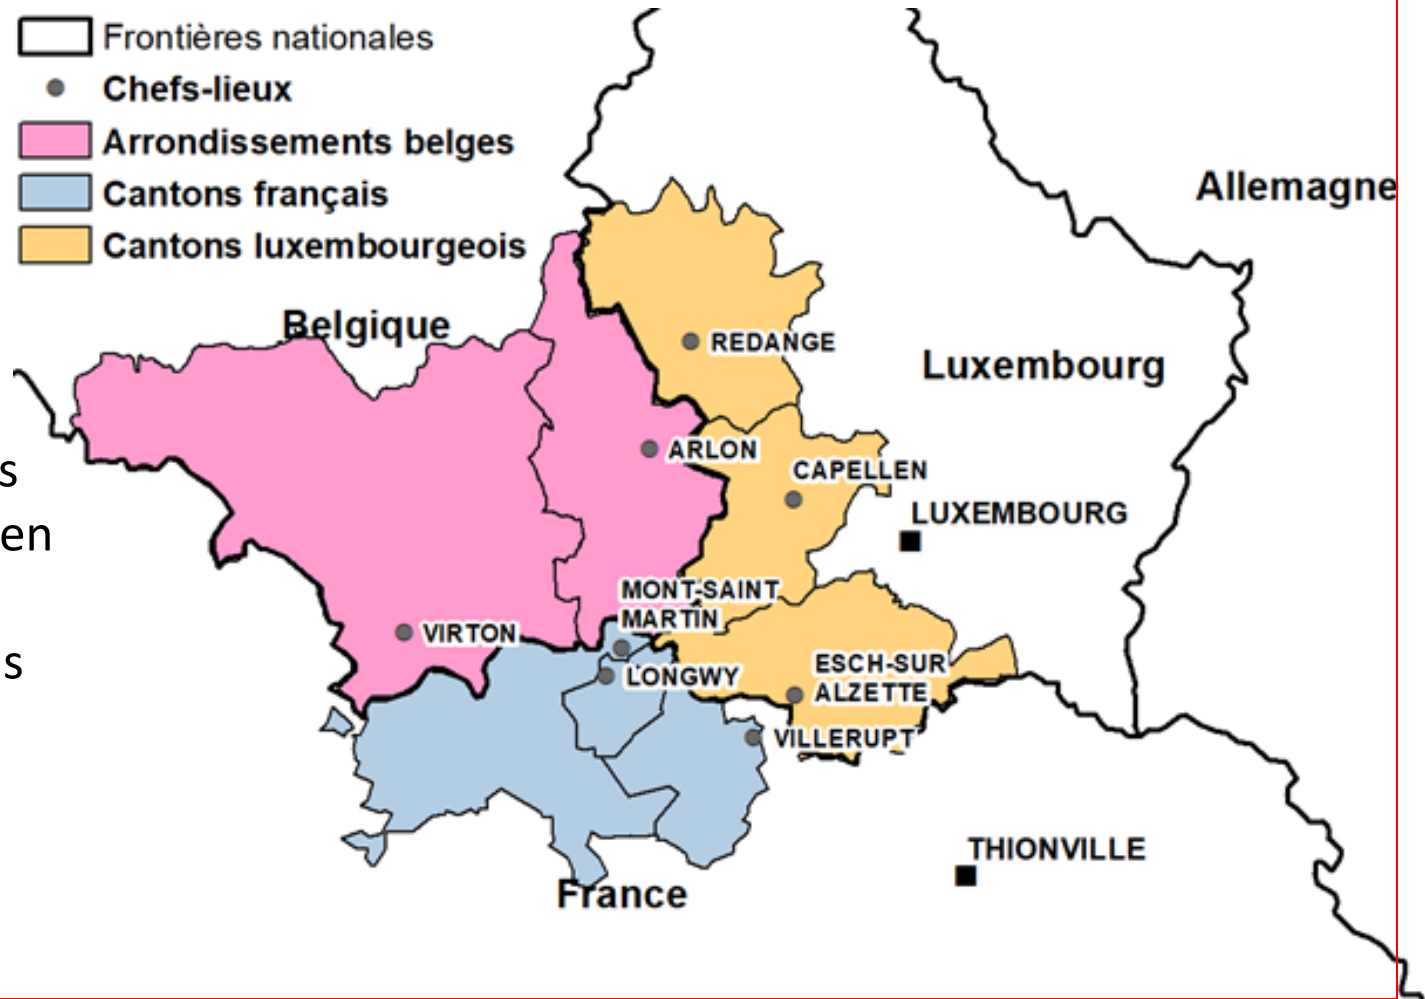 Frontières nationales
Chefs-lieux
Arrondissements belges
Cantons français
Cantons luxembourgeois
Allemagne
Belgique
REDANGE
Luxembourg
ARLON
CAPELLEN
s
LUXEMBOURG
en
MONT-SAINT
MARTIN
VIRTON
s
LONGWY
ESCH-SUR
ALZETTE
VILLERUPT
THIONVILLE
France